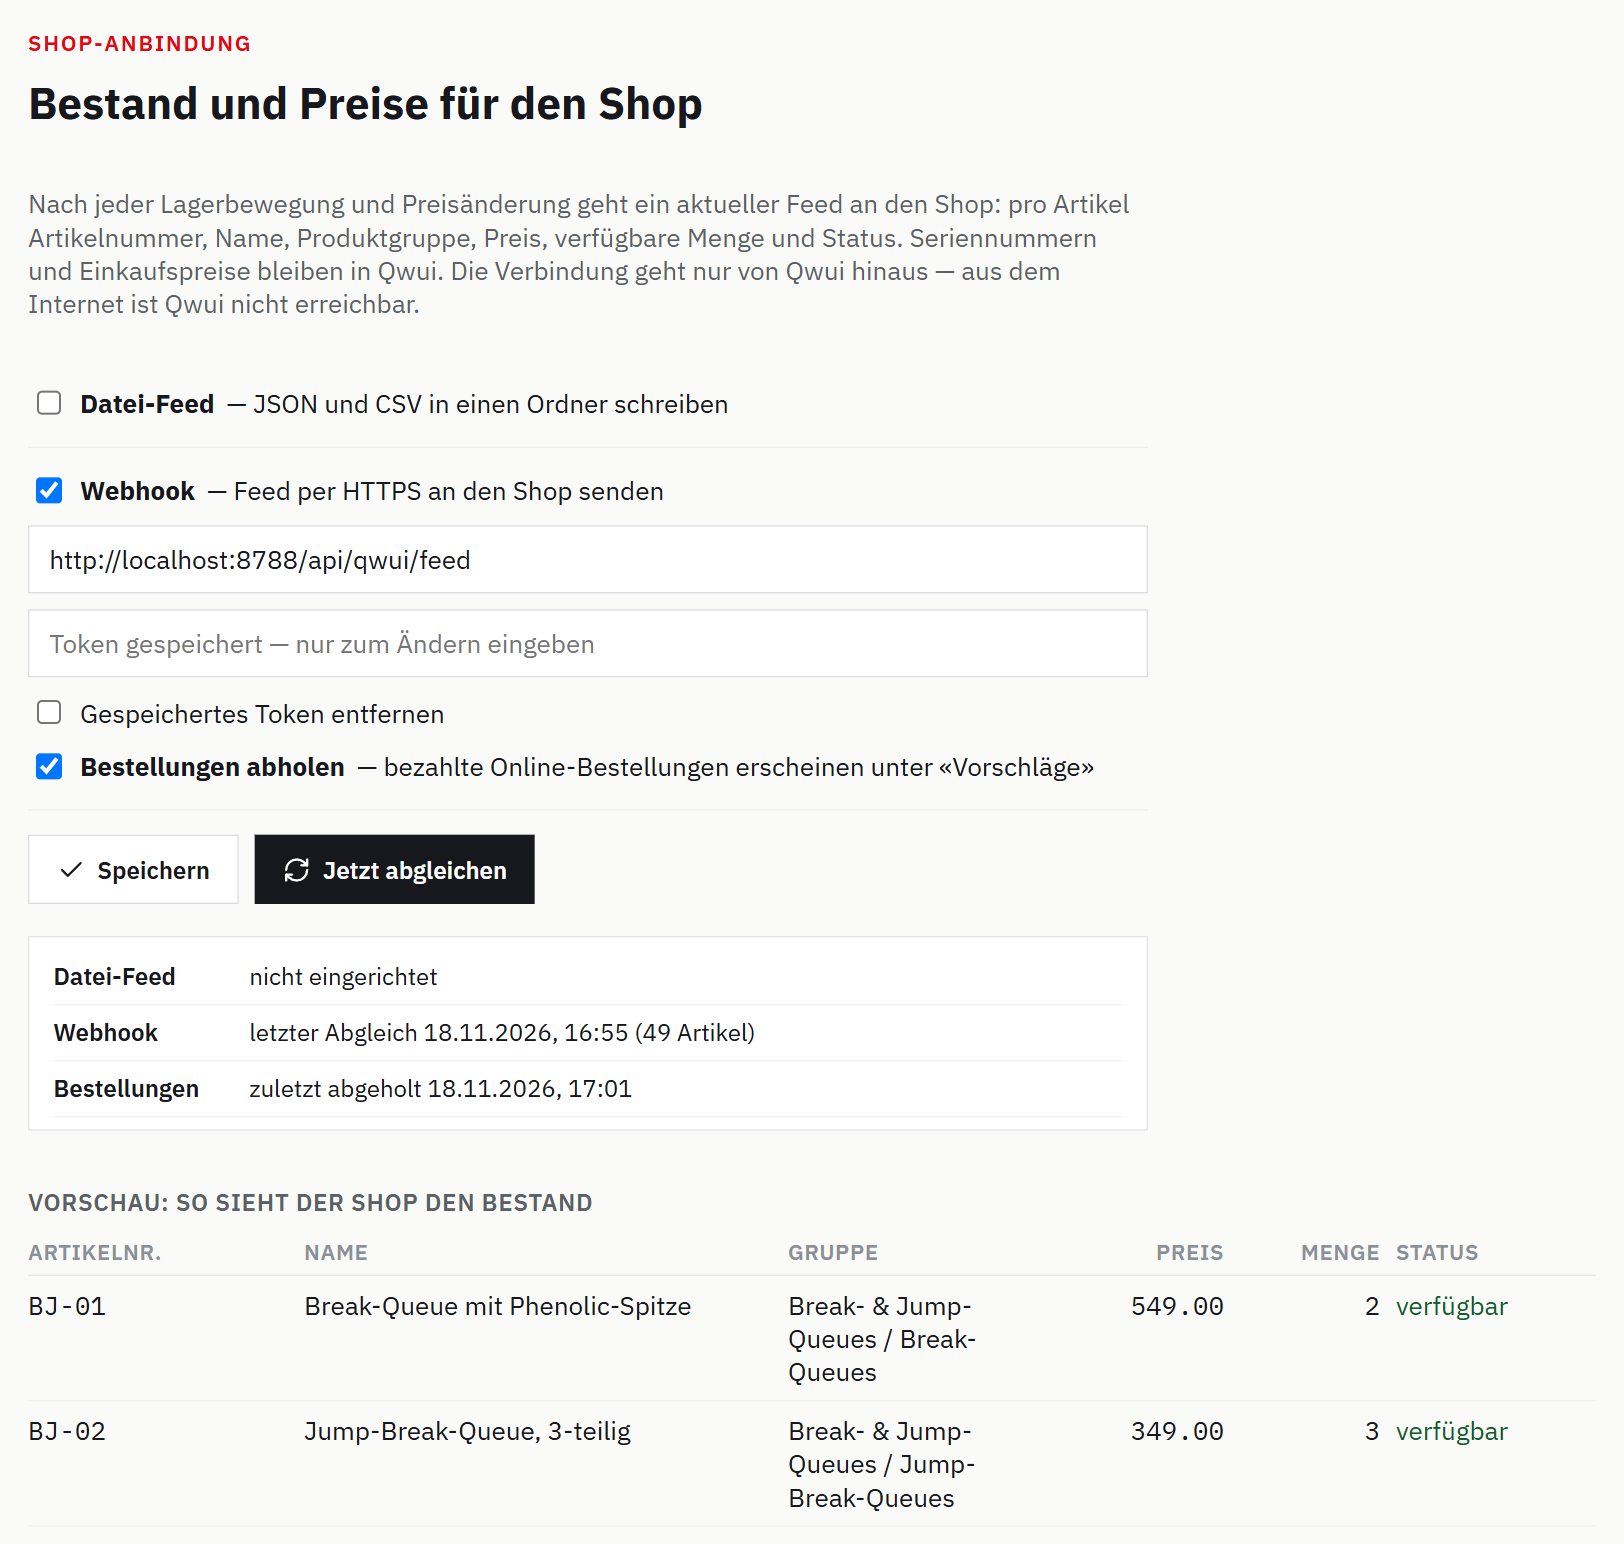 SHOP-ANBINDUNG
Bestand und Preise für den Shop
Nach jeder Lagerbewegung und Preisänderung geht ein aktueller Feed an den Shop: pro Artikel
Artikelnummer, Name, Produktgruppe, Preis, verfügbare Menge und Status. Seriennummern
und Einkaufspreise bleiben in Qwui. Die Verbindung geht nur von Qwui hinaus — aus dem
Internet ist Qwui nicht erreichbar.
Datei-Feed — JSON und CSV in einen Ordner schreiben
Webhook — Feed per HTTPS an den Shop senden
http://localhost:8788/api/qwui/feed
Token gespeichert — nur zum Ändern eingeben
Gespeichertes Token entfernen
Bestellungen abholen — bezahlte Online-Bestellungen erscheinen unter «Vorschläge»
Speichern Jetzt abgleichen
Datei-Feed nicht eingerichtet
Webhook letzter Abgleich 18.11.2026, 16:55 (49 Artikel)
Bestellungen zuletzt abgeholt 18.11.2026, 17:01
VORSCHAU: SO SIEHT DER SHOP DEN BESTAND
ARTIKELNR. NAME GRUPPE PREIS MENGE STATUS
BJ-01 Break-Queue mit Phenolic-Spitze Break- & Jump- 549.00 2 verfügbar
Queues / Break-
Queues
BJ-02 Jump-Break-Queue, 3-teilig Break- & Jump- 349.00 3 verfügbar
Queues / Jump-
Break-Queues